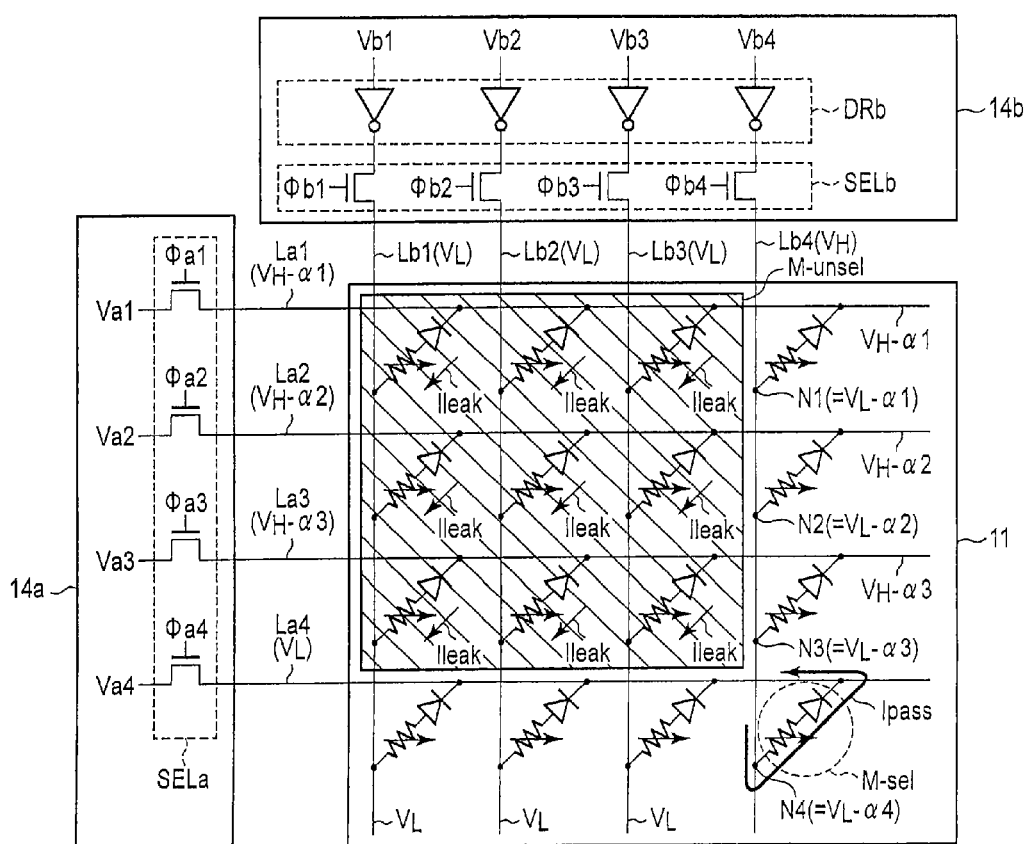 Vb1 Vb2 Vb3 Vb4
DRb
14b
Φb1 Φb2 Φb3 Φb4
SELb
Lb1(VL) Lb2(VL) Lb3(VL) Lb4(VH)
M-unsel
Φa1
La1
(VH-α1)
Va1
VH-α1
Ileak Ileak Ileak
N1(=VL-α1)
Φa2
La2
(VH-α2)
Va2
VH-α2
Ileak Ileak Ileak
N2(=VL-α2)
Φa3
La3
(VH-α3)
11
14a
Va3
VH-α3
Ileak Ileak Ileak
N3(=VL-α3)
Φa4
La4
(VL)
Va4
Ipass
SELa
M-sel
N4(=VL-α4)
VL VL VL